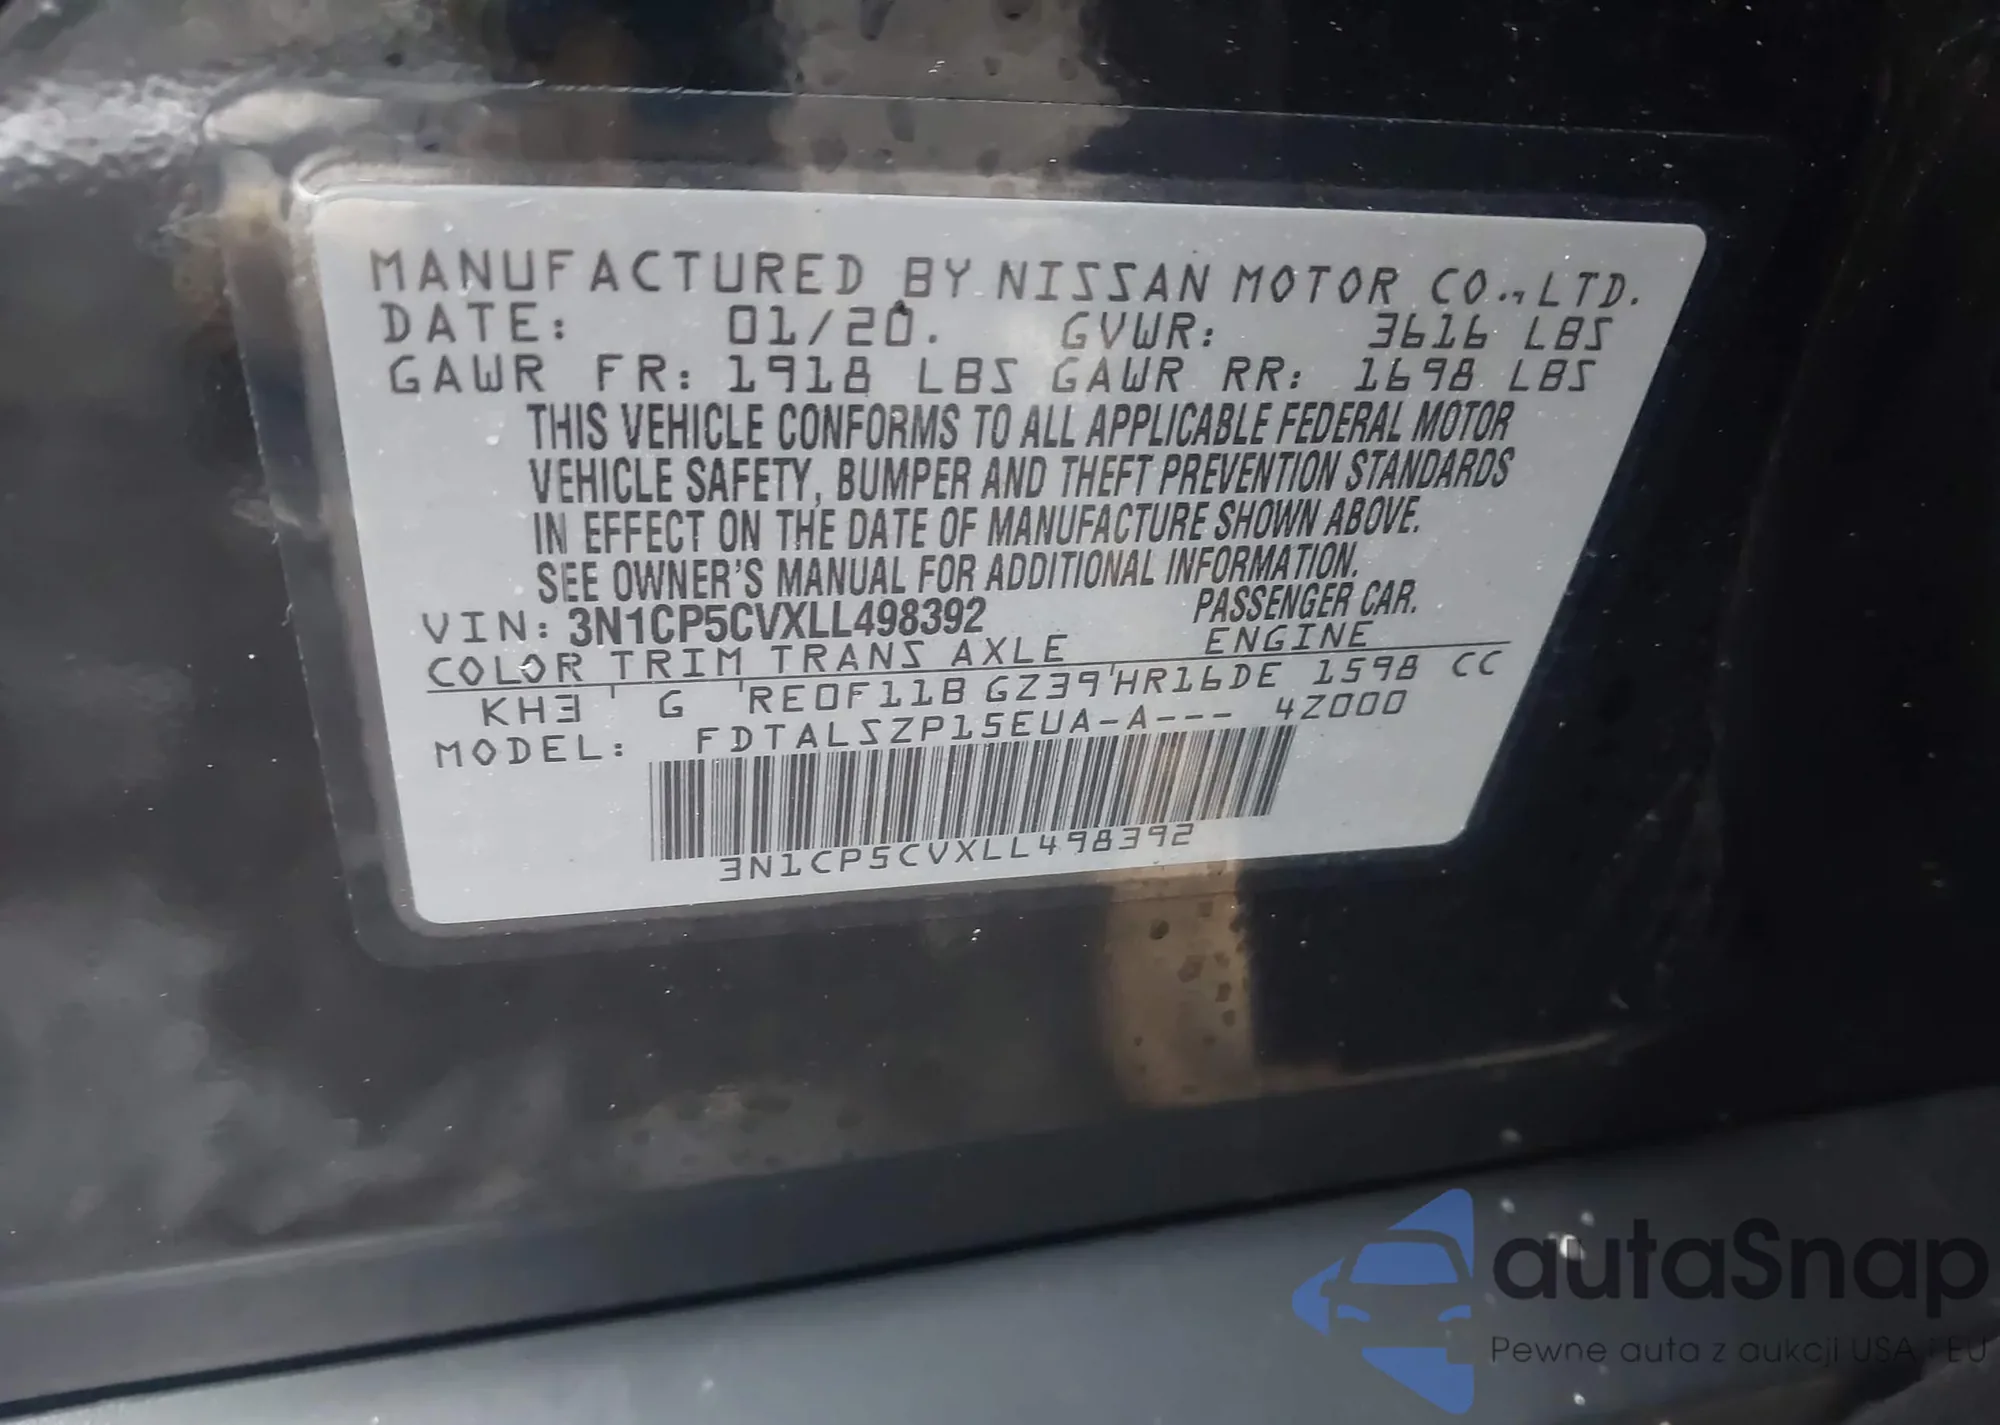 MANUFACTURED BY NISSAN MOTOR CO., LTD.
DATE: 01/20. GVWR: 3616 LBS
GAWR FR: 1918 LBS GAWR RR: 1698 LBS
THIS VEHICLE CONFORMS TO ALL APPLICABLE FEDERAL MOTOR
VEHICLE SAFETY, BUMPER AND THEFT PREVENTION STANDARDS
IN EFFECT ON THE DATE OF MANUFACTURE SHOWN ABOVE.
SEE OWNER'S MANUAL FOR ADDITIONAL INFORMATION.
VIN: 3N1CP5CVXLL498392 PASSENGER CAR.
COLOR TRIM TRANS AXLE ENGINE
KH3 G RE0F11B GZ39 HR16DE 1598 CC
MODEL: FDTALSZP15EUA-A--- 4Z000
3N1CP5CVXLL498392
autaSnap
Pewne auta z aukcji USA i EU